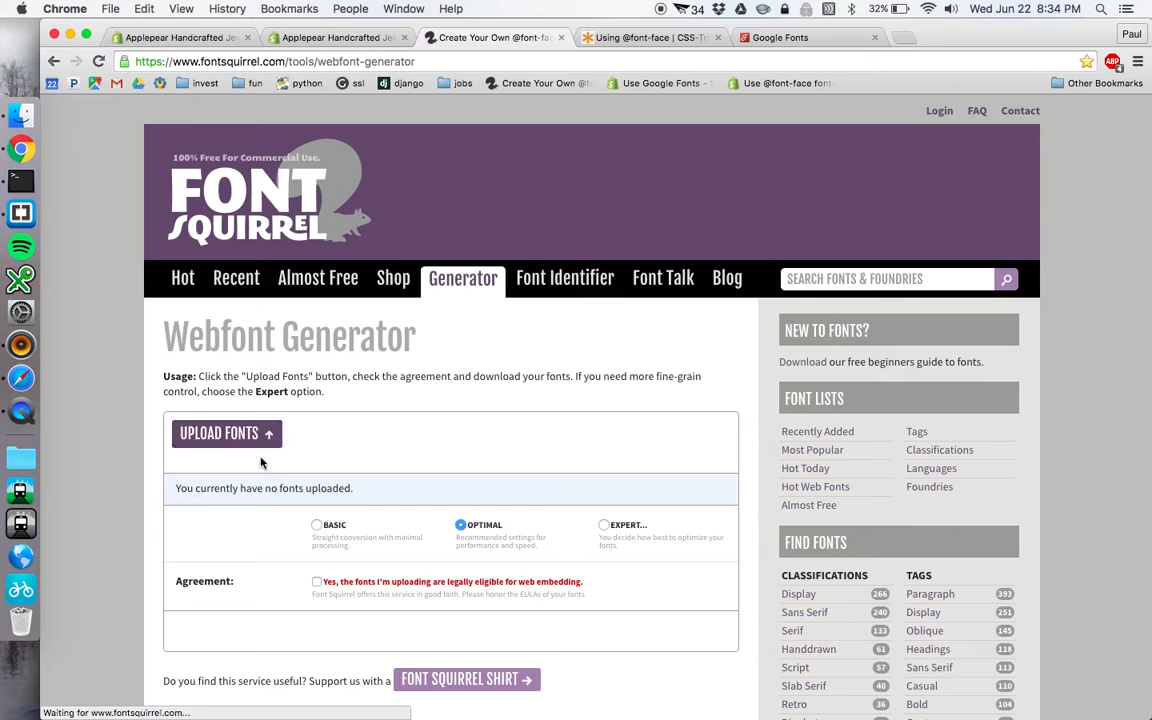 Chrome File Edit View History Bookmarks People Window Help 34 32% Wed Jun 22 8:34 PM
Applepear Handcrafted Je Applepear Handcrafted Je Create Your Own @font-fac Using @font-face | CSS-Tri Google Fonts Paul
https://www.fontsquirrel.com/tools/webfont-generator
22 P invest fun python ssl django jobs Create Your Own @fo Use Google Fonts - S Use @font-face font Other Bookmarks
Login FAQ Contact
100% Free For Commercial Use.
FONT
SQUIRREL
Hot Recent Almost Free Shop Generator Font Identifier Font Talk Blog SEARCH FONTS & FOUNDRIES
Webfont Generator
Usage: Click the "Upload Fonts" button, check the agreement and download your fonts. If you need more fine-grain
control, choose the Expert option.
UPLOAD FONTS
You currently have no fonts uploaded.
BASIC
Straight conversion with minimal
processing.
OPTIMAL
Recommended settings for
performance and speed.
EXPERT...
You decide how best to optimize your
fonts.
Agreement: Yes, the fonts I'm uploading are legally eligible for web embedding.
Font Squirrel offers this service in good faith. Please honor the EULAs of your fonts.
Do you find this service useful? Support us with a FONT SQUIRREL SHIRT
NEW TO FONTS?
Download our free beginners guide to fonts.
FONT LISTS
Recently Added Tags
Most Popular Classifications
Hot Today Languages
Hot Web Fonts Foundries
Almost Free
FIND FONTS
CLASSIFICATIONS TAGS
Display 266 Paragraph 393
Sans Serif 240 Display 251
Serif 133 Oblique 145
Handdrawn 61 Headings 118
Script 57 Sans Serif 113
Slab Serif 40 Casual 110
Retro 36 Bold 104
Waiting for www.fontsquirrel.com...